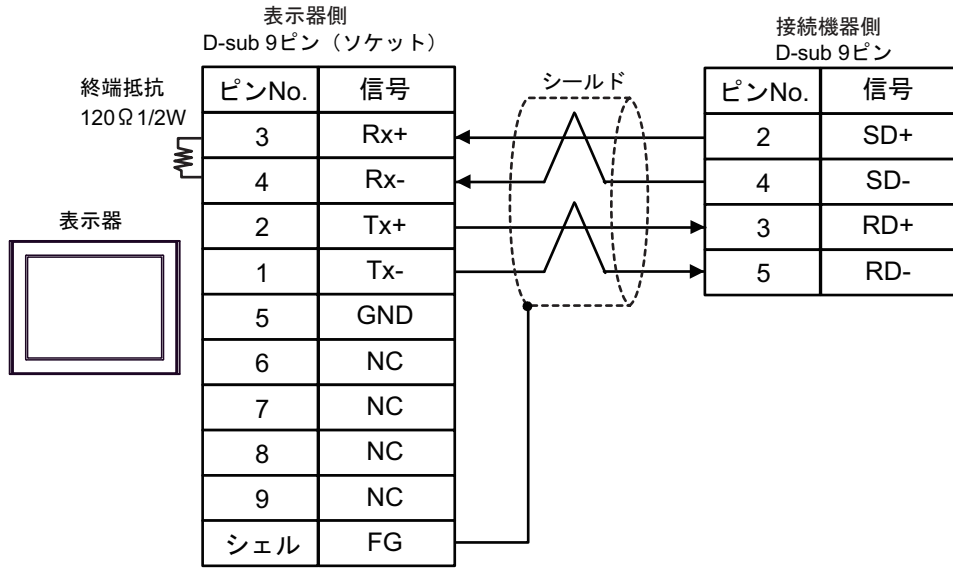 表示器側
D-sub 9ピン（ソケット）
接続機器側
D-sub 9ピン
終端抵抗
120Ω 1/2W
表示器
シールド
ピンNo. 信号
3 Rx+
4 Rx-
2 Tx+
1 Tx-
5 GND
6 NC
7 NC
8 NC
9 NC
シェル FG
ピンNo. 信号
2 SD+
4 SD-
3 RD+
5 RD-